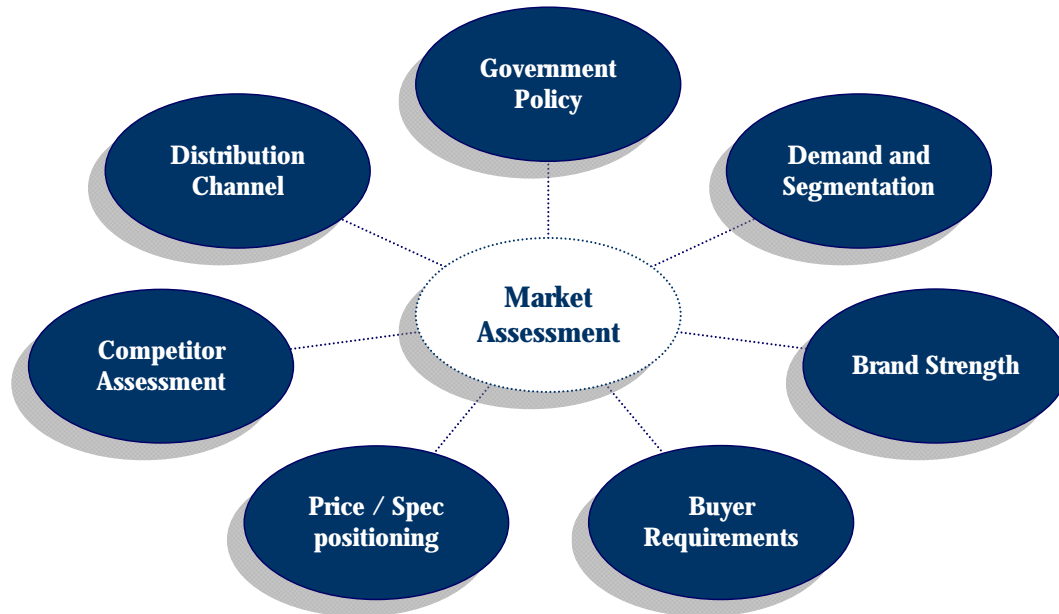 Government
Policy
Distribution
Channel
Demand and
Segmentation
Market
Assessment
Competitor
Assessment
Brand Strength
Price / Spec
positioning
Buyer
Requirements